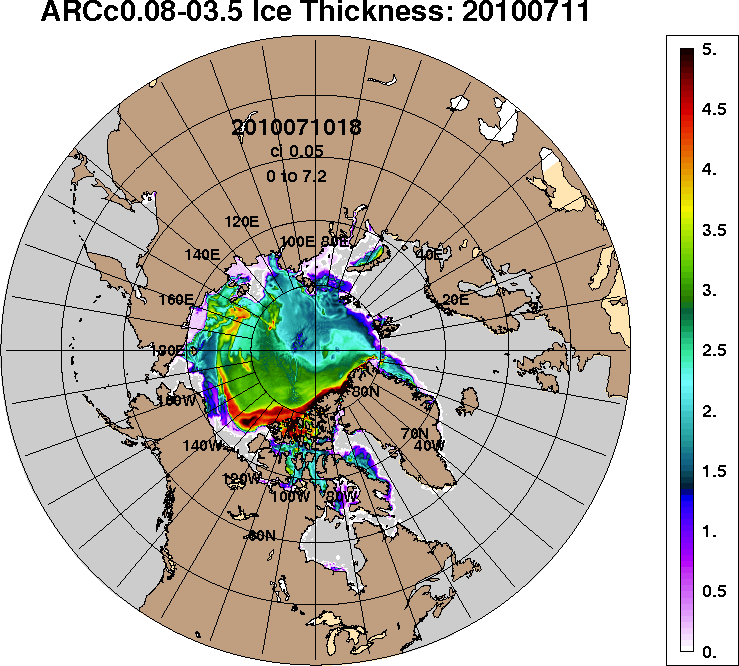 ARCc0.08-03.5 Ice Thickness: 20100711
2010071018
ci 0.05
0 to 7.2
120E
100E 80E
140E
40E
160E
20E
180E
160W
80N
140W
70N
40W
120W
100W
80W
60N
5.
4.5
4.
3.5
3.
2.5
2.
1.5
1.
0.5
0.